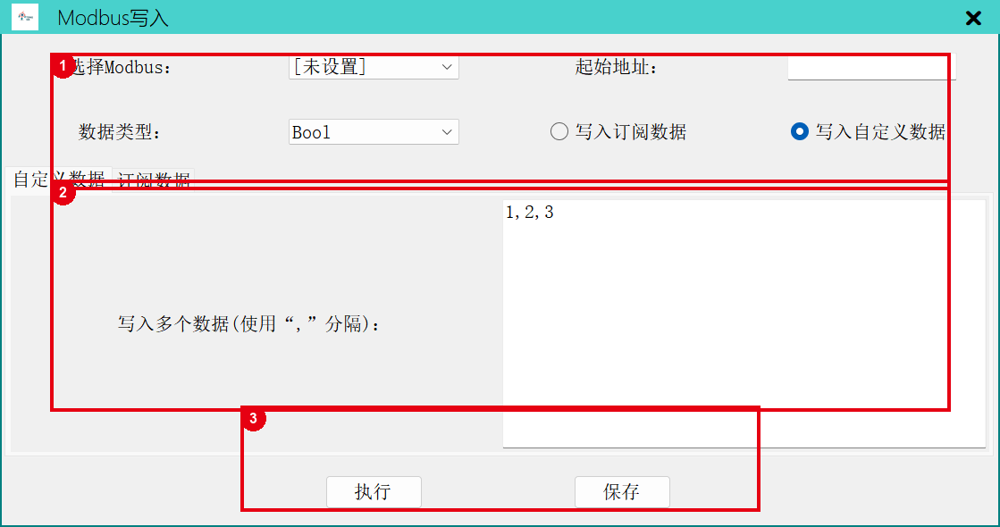 Modbus写入
1
选择Modbus: [未设置] 起始地址:
数据类型: Bool 写入订阅数据 写入自定义数据
自定义数据 订阅数据
2
1,2,3
写入多个数据(使用“,”分隔):
3
执行 保存